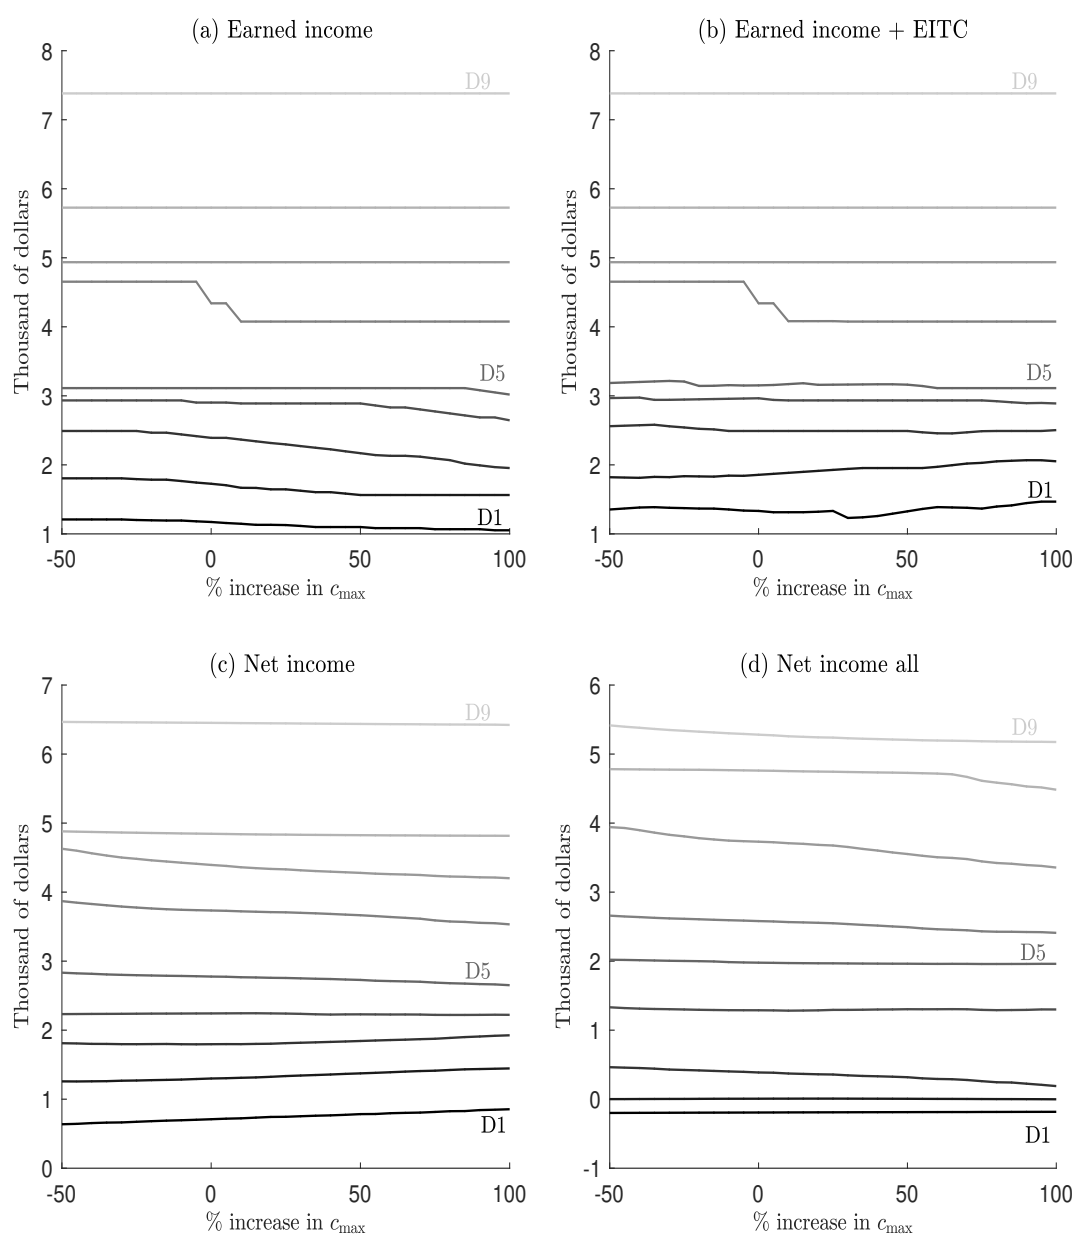 (a) Earned income
8
7
6
5
4
3
2
1
Thousand of dollars
D9
D5
D1
-50 0 50 100
% increase in c_max
(b) Earned income + EITC
8
7
6
5
4
3
2
1
Thousand of dollars
D9
D5
D1
-50 0 50 100
% increase in c_max
(c) Net income
7
6
5
4
3
2
1
0
Thousand of dollars
D9
D5
D1
-50 0 50 100
% increase in c_max
(d) Net income all
6
5
4
3
2
1
0
-1
Thousand of dollars
D9
D5
D1
-50 0 50 100
% increase in c_max